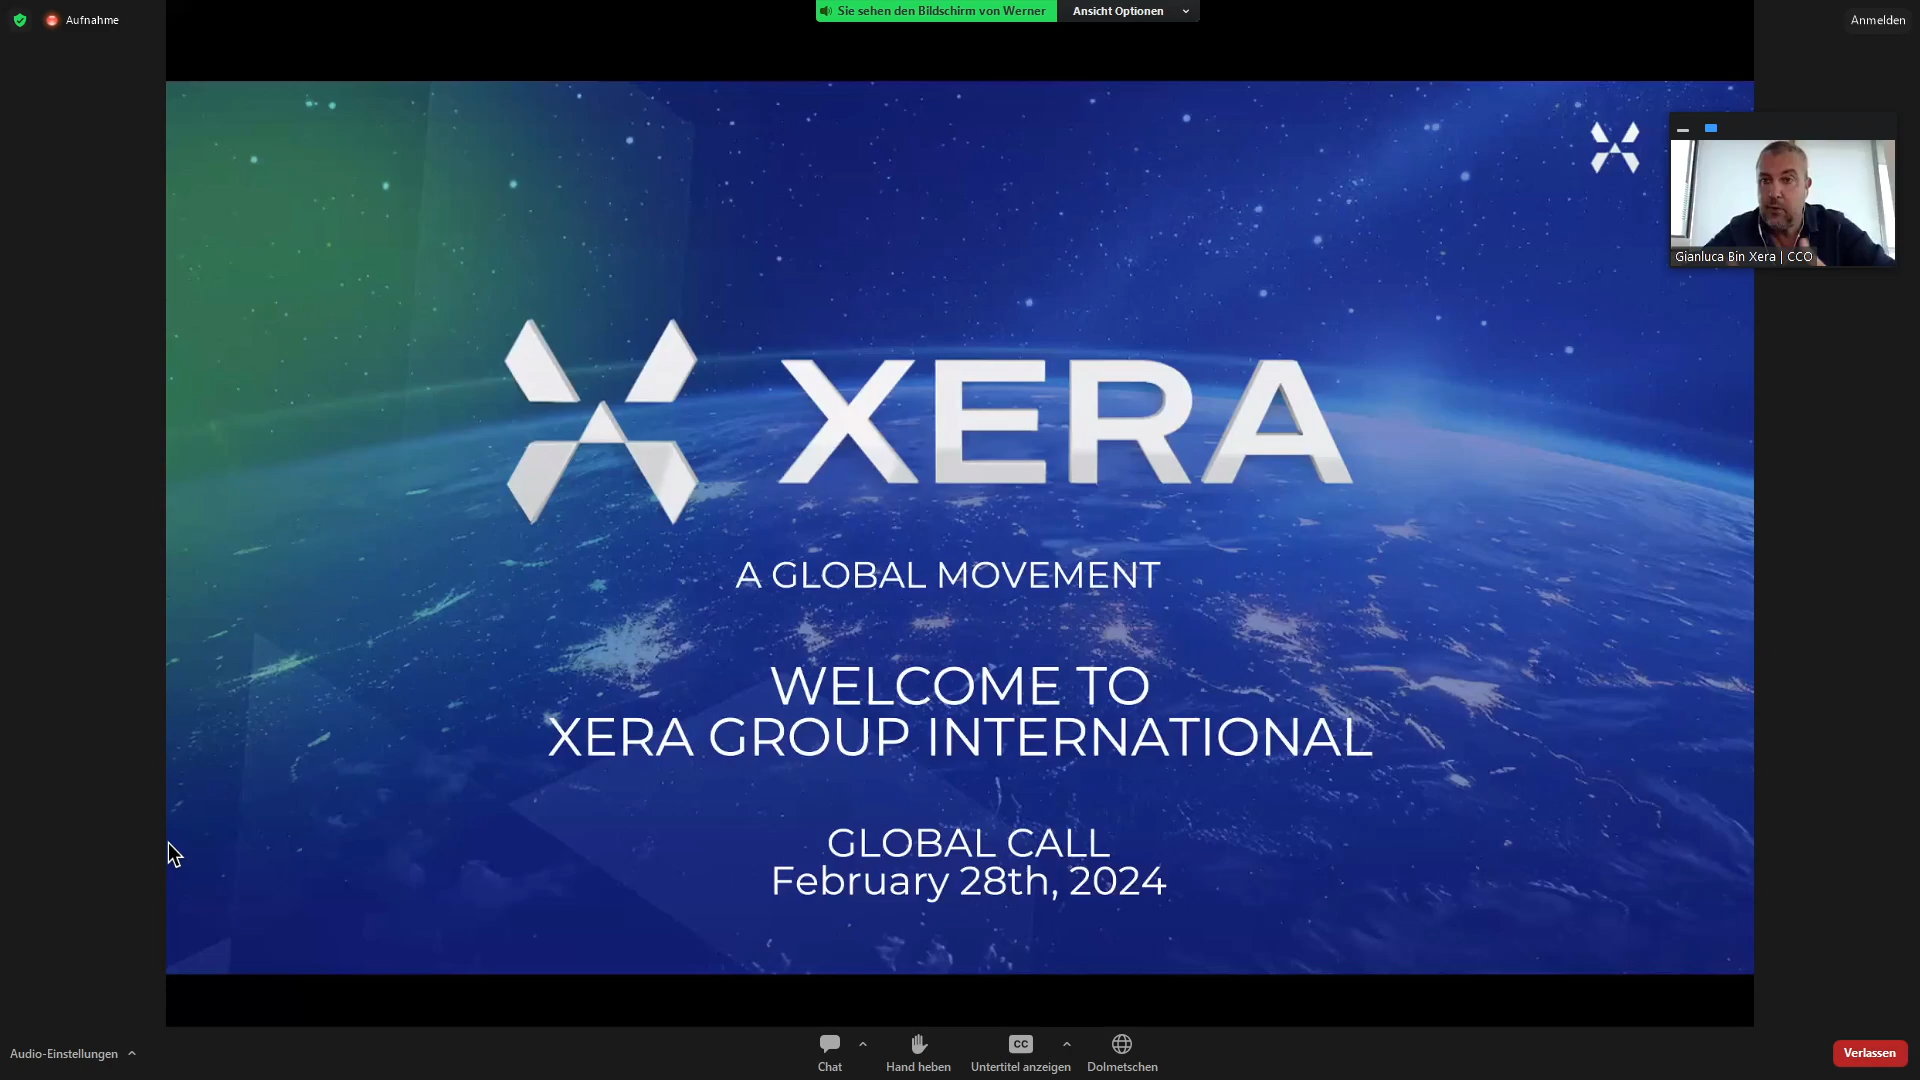 Aufnahme
Sie sehen den Bildschirm von Werner
Ansicht Optionen
Anmelden
Gianluca Bin Xera | CCO
XERA
A GLOBAL MOVEMENT
WELCOME TO
XERA GROUP INTERNATIONAL
GLOBAL CALL
February 28th, 2024
Audio-Einstellungen
Chat
Hand heben
CC
Untertitel anzeigen
Dolmetschen
Verlassen